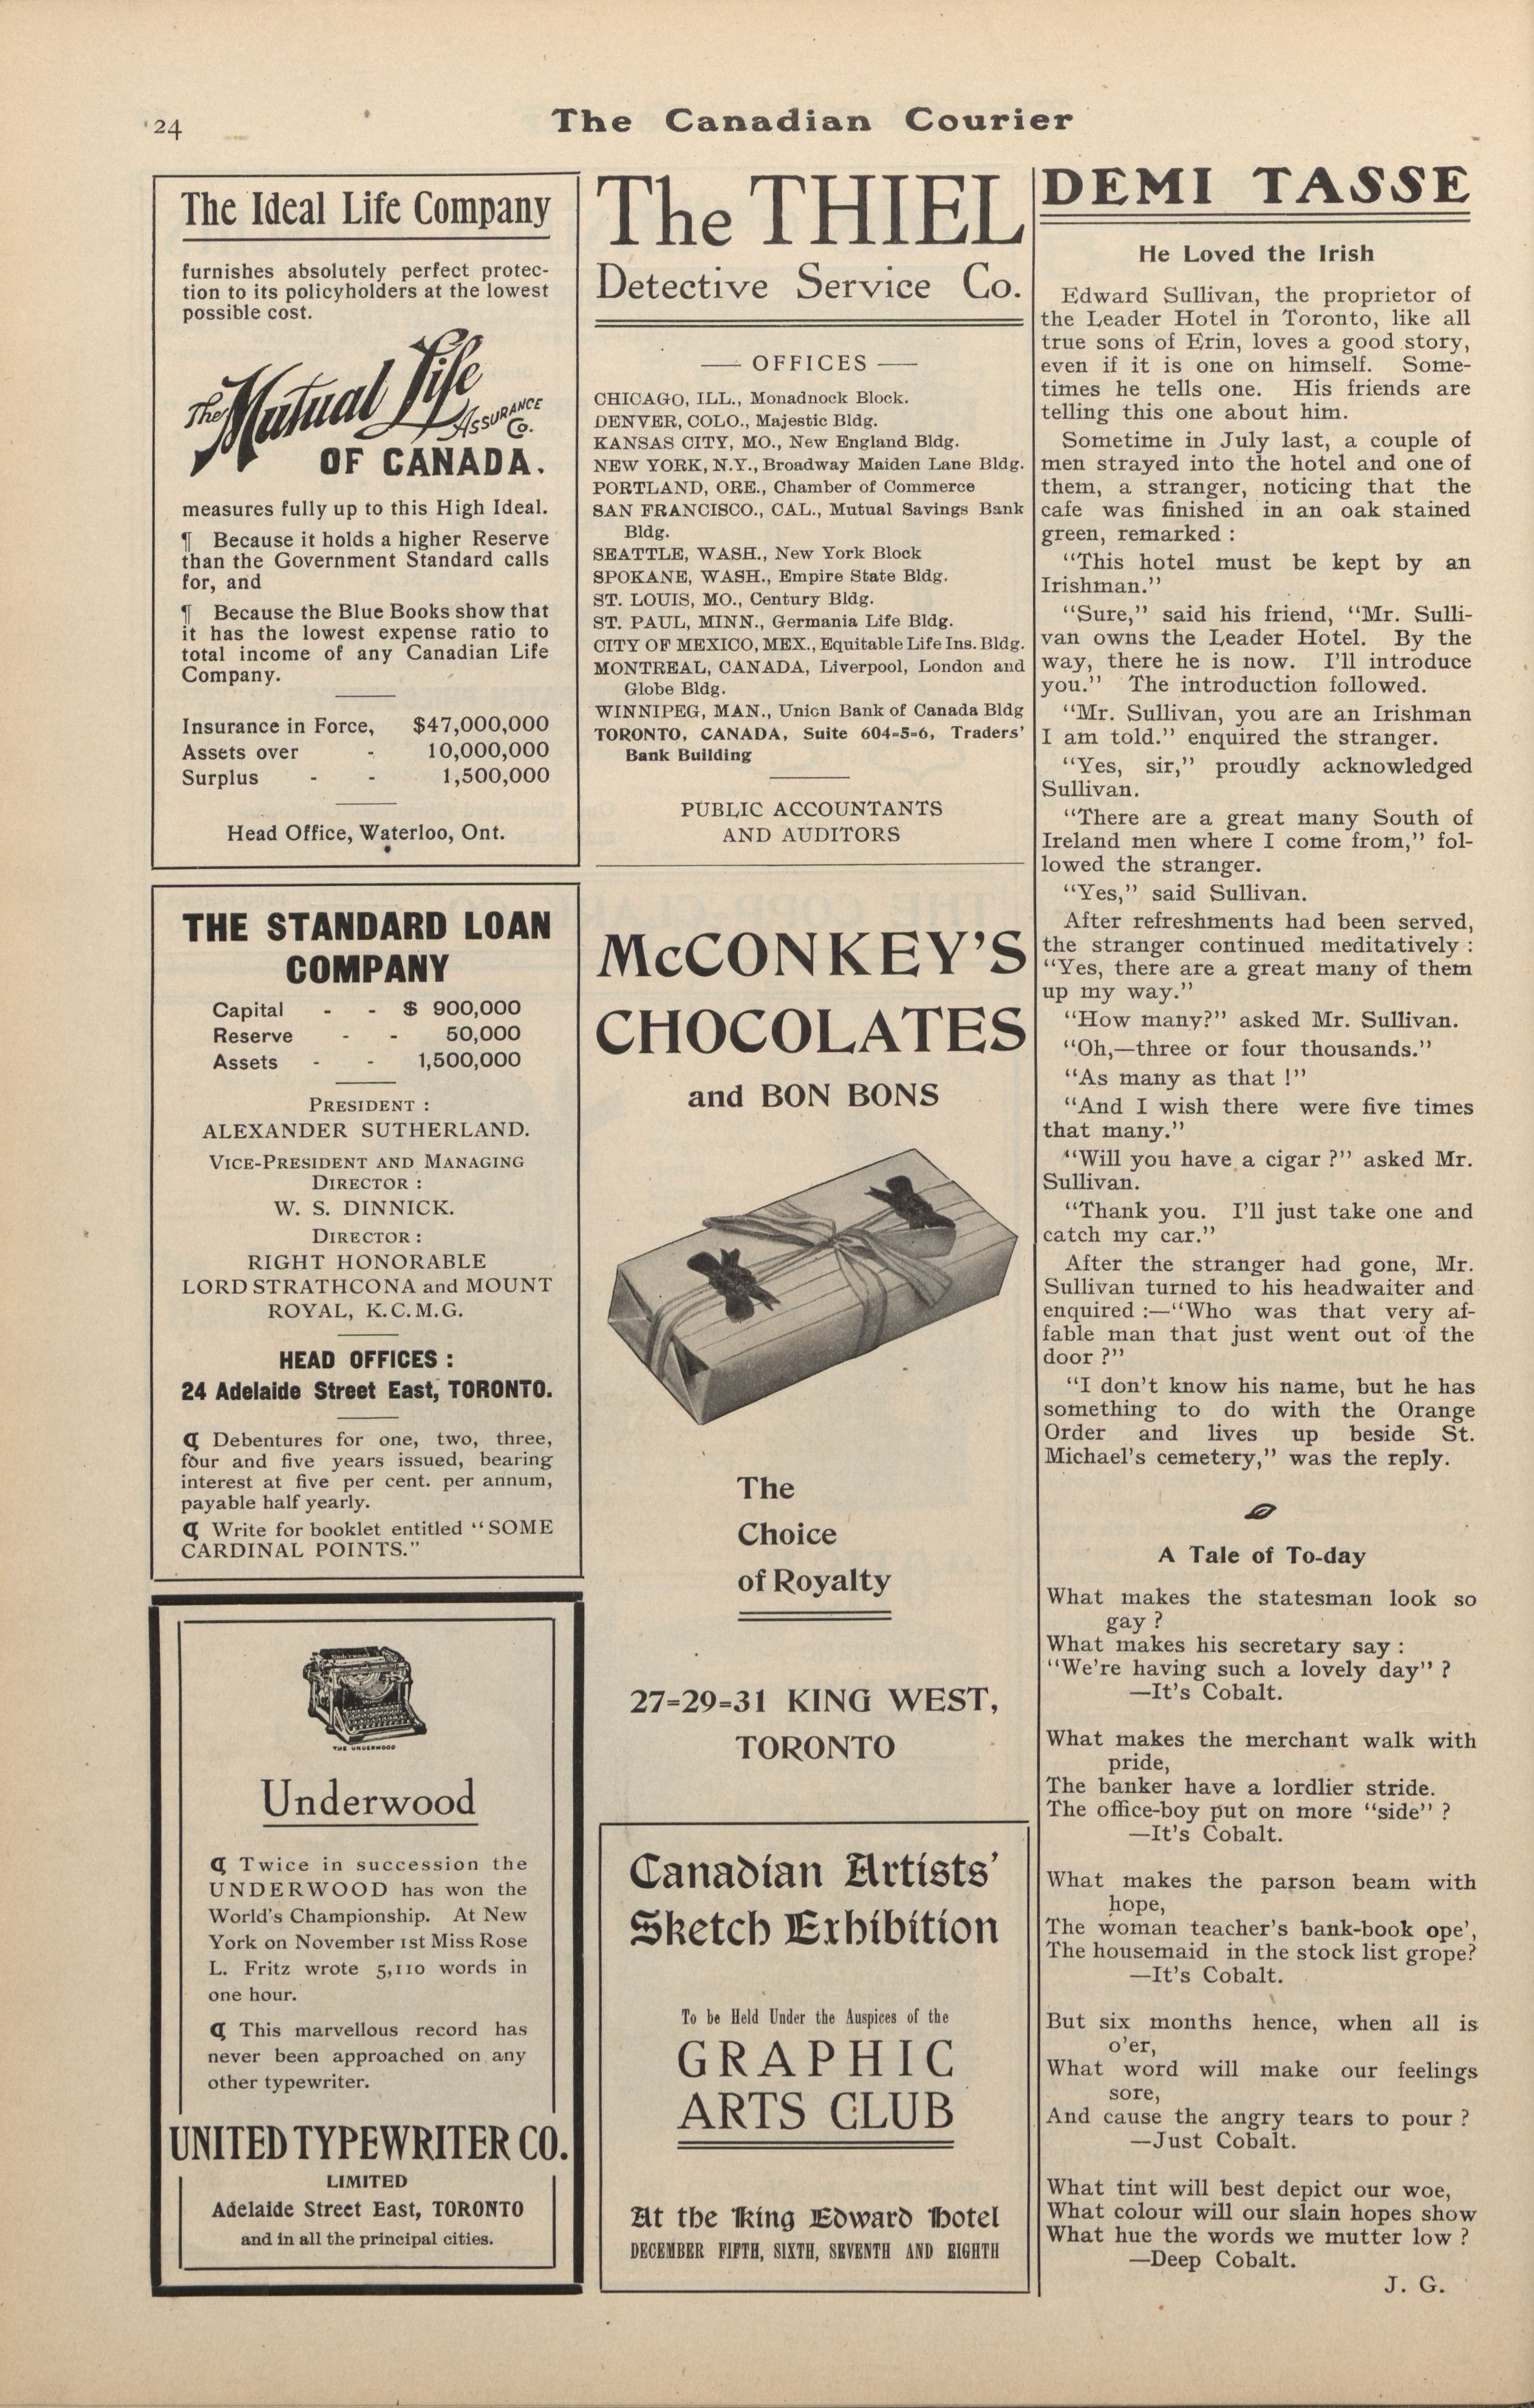 24
The Canadian Courier
The Ideal Life Company
furnishes absolutely perfect protec-
tion to its policyholders at the lowest
possible cost.
The Mutual Life
Assurance
Co.
OF CANADA.
measures fully up to this High Ideal.
¶ Because it holds a higher Reserve
than the Government Standard calls
for, and
¶ Because the Blue Books show that
it has the lowest expense ratio to
total income of any Canadian Life
Company.
Insurance in Force, $47,000,000
Assets over - 10,000,000
Surplus - - 1,500,000
Head Office, Waterloo, Ont.
THE STANDARD LOAN
COMPANY
Capital - - $ 900,000
Reserve - - 50,000
Assets - - 1,500,000
PRESIDENT :
ALEXANDER SUTHERLAND.
VICE-PRESIDENT AND MANAGING
DIRECTOR :
W. S. DINNICK.
DIRECTOR :
RIGHT HONORABLE
LORD STRATHCONA and MOUNT
ROYAL, K.C.M.G.
HEAD OFFICES :
24 Adelaide Street East, TORONTO.
¶ Debentures for one, two, three,
four and five years issued, bearing
interest at five per cent. per annum,
payable half yearly.
¶ Write for booklet entitled "SOME
CARDINAL POINTS."
THE UNDERWOOD
Underwood
¶ Twice in succession the
UNDERWOOD has won the
World's Championship. At New
York on November 1st Miss Rose
L. Fritz wrote 5,110 words in
one hour.
¶ This marvellous record has
never been approached on any
other typewriter.
UNITED TYPEWRITER CO.
LIMITED
Adelaide Street East, TORONTO
and in all the principal cities.
The THIEL
Detective Service Co.
— OFFICES —
CHICAGO, ILL., Monadnock Block.
DENVER, COLO., Majestic Bldg.
KANSAS CITY, MO., New England Bldg.
NEW YORK, N.Y., Broadway Maiden Lane Bldg.
PORTLAND, ORE., Chamber of Commerce
SAN FRANCISCO., CAL., Mutual Savings Bank
Bldg.
SEATTLE, WASH., New York Block
SPOKANE, WASH., Empire State Bldg.
ST. LOUIS, MO., Century Bldg.
ST. PAUL, MINN., Germania Life Bldg.
CITY OF MEXICO, MEX., Equitable Life Ins. Bldg.
MONTREAL, CANADA, Liverpool, London and
Globe Bldg.
WINNIPEG, MAN., Union Bank of Canada Bldg
TORONTO, CANADA, Suite 604-5-6, Traders'
Bank Building
PUBLIC ACCOUNTANTS
AND AUDITORS
McCONKEY'S
CHOCOLATES
and BON BONS
The
Choice
of Royalty
27-29-31 KING WEST,
TORONTO
Canadian Artists'
Sketch Exhibition
To be Held Under the Auspices of the
GRAPHIC
ARTS CLUB
At the King Edward Hotel
DECEMBER FIFTH, SIXTH, SEVENTH AND EIGHTH
DEMI TASSE
He Loved the Irish
Edward Sullivan, the proprietor of
the Leader Hotel in Toronto, like all
true sons of Erin, loves a good story,
even if it is one on himself. Some-
times he tells one. His friends are
telling this one about him.
Sometime in July last, a couple of
men strayed into the hotel and one of
them, a stranger, noticing that the
cafe was finished in an oak stained
green, remarked :
"This hotel must be kept by an
Irishman."
"Sure," said his friend, "Mr. Sulli-
van owns the Leader Hotel. By the
way, there he is now. I'll introduce
you." The introduction followed.
"Mr. Sullivan, you are an Irishman
I am told." enquired the stranger.
"Yes, sir," proudly acknowledged
Sullivan.
"There are a great many South of
Ireland men where I come from," fol-
lowed the stranger.
"Yes," said Sullivan.
After refreshments had been served,
the stranger continued meditatively :
"Yes, there are a great many of them
up my way."
"How many?" asked Mr. Sullivan.
"Oh,—three or four thousands."
"As many as that !"
"And I wish there were five times
that many."
"Will you have a cigar ?" asked Mr.
Sullivan.
"Thank you. I'll just take one and
catch my car."
After the stranger had gone, Mr.
Sullivan turned to his headwaiter and
enquired :—"Who was that very af-
fable man that just went out of the
door ?"
"I don't know his name, but he has
something to do with the Orange
Order and lives up beside St.
Michael's cemetery," was the reply.
A Tale of To-day
What makes the statesman look so
gay ?
What makes his secretary say :
"We're having such a lovely day" ?
—It's Cobalt.
What makes the merchant walk with
pride,
The banker have a lordlier stride.
The office-boy put on more "side" ?
—It's Cobalt.
What makes the parson beam with
hope,
The woman teacher's bank-book ope',
The housemaid in the stock list grope?
—It's Cobalt.
But six months hence, when all is
o'er,
What word will make our feelings
sore,
And cause the angry tears to pour ?
—Just Cobalt.
What tint will best depict our woe,
What colour will our slain hopes show
What hue the words we mutter low ?
—Deep Cobalt.
J. G.